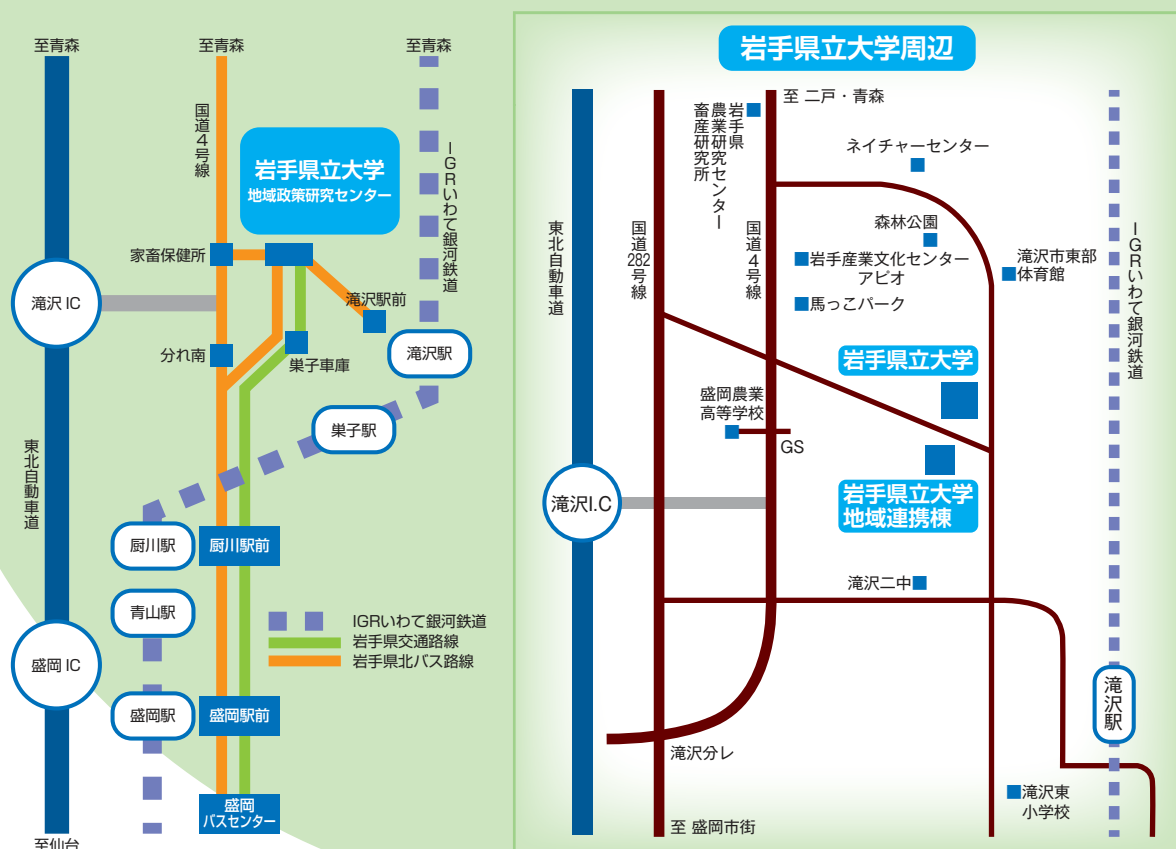 至青森
至青森
至青森
国道4号線
IGRいわて銀河鉄道
岩手県立大学
地域政策研究センター
家畜保健所
滝沢 IC
滝沢駅前
分れ南
巣子車庫
滝沢駅
巣子駅
東北自動車道
厨川駅
厨川駅前
青山駅
IGRいわて銀河鉄道
岩手県交通路線
岩手県北バス路線
盛岡 IC
盛岡駅
盛岡駅前
盛岡
バスセンター
至仙台
岩手県立大学周辺
至 二戸・青森
岩手県
農業研究センター
畜産研究所
ネイチャーセンター
森林公園
東北自動車道
国道282号線
国道4号線
岩手産業文化センター
アピオ
滝沢市東部
体育館
IGRいわて銀河鉄道
馬っこパーク
岩手県立大学
盛岡農業
高等学校
GS
滝沢I.C
岩手県立大学
地域連携棟
滝沢二中
滝沢駅
滝沢分レ
滝沢東
小学校
至 盛岡市街